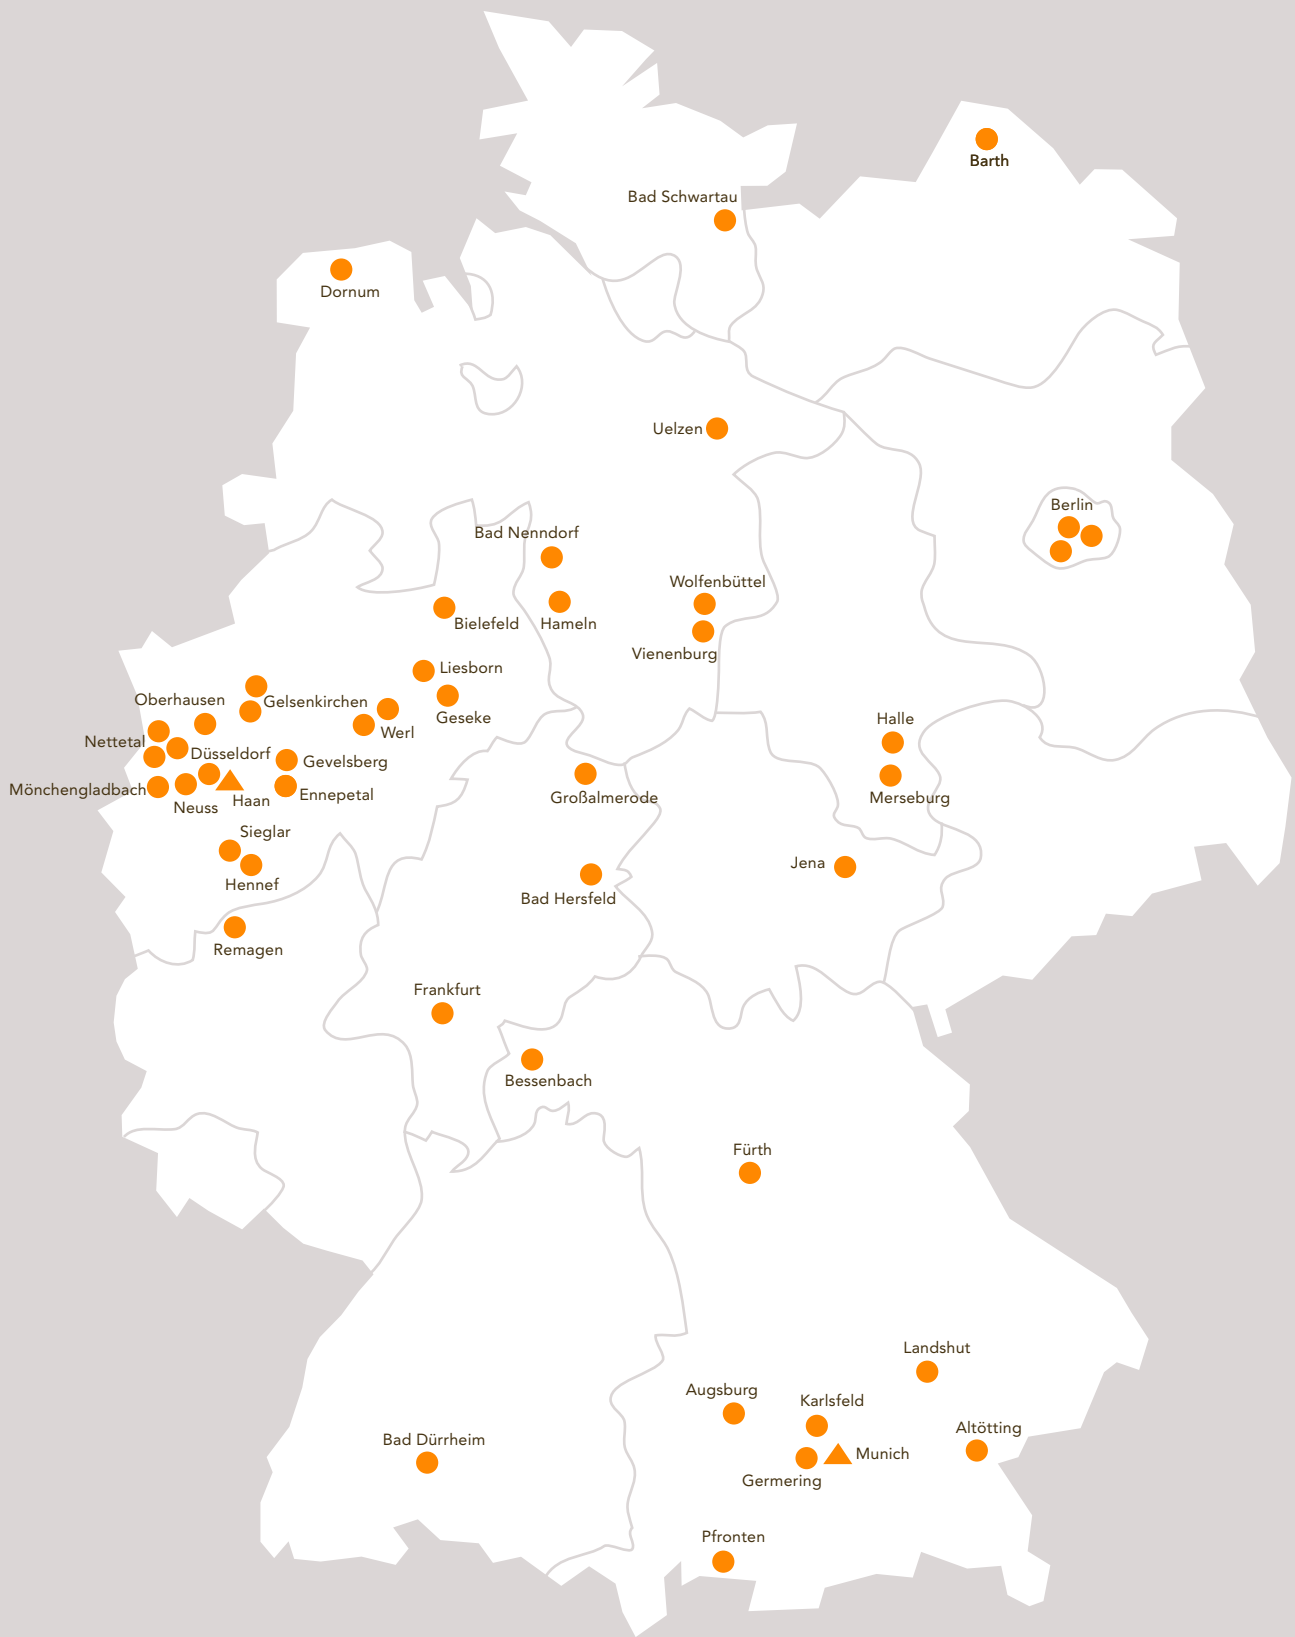 Barth
Bad Schwartau
Dornum
Uelzen
Berlin
Bad Nenndorf
Wolfenbüttel
Bielefeld
Hameln
Vienenburg
Liesborn
Oberhausen
Gelsenkirchen
Geseke
Halle
Werl
Nettetal
Düsseldorf
Gevelsberg
Mönchengladbach
Ennepetal
Haan
Neuss
Großalmerode
Merseburg
Sieglar
Jena
Hennef
Bad Hersfeld
Remagen
Frankfurt
Bessenbach
Fürth
Landshut
Augsburg
Karlsfeld
Altötting
Bad Dürrheim
Munich
Germering
Pfronten